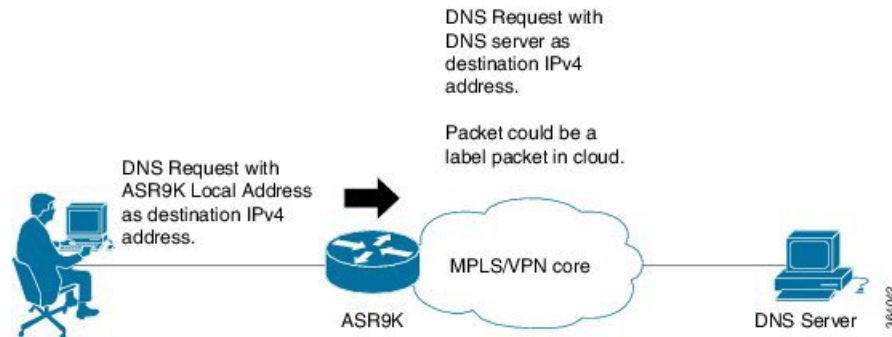 DNS Request with
DNS server as
destination IPv4
address.
Packet could be a
label packet in cloud.
DNS Request with
ASR9K Local Address
as destination IPv4
address.
MPLS/VPN core
ASR9K
DNS Server